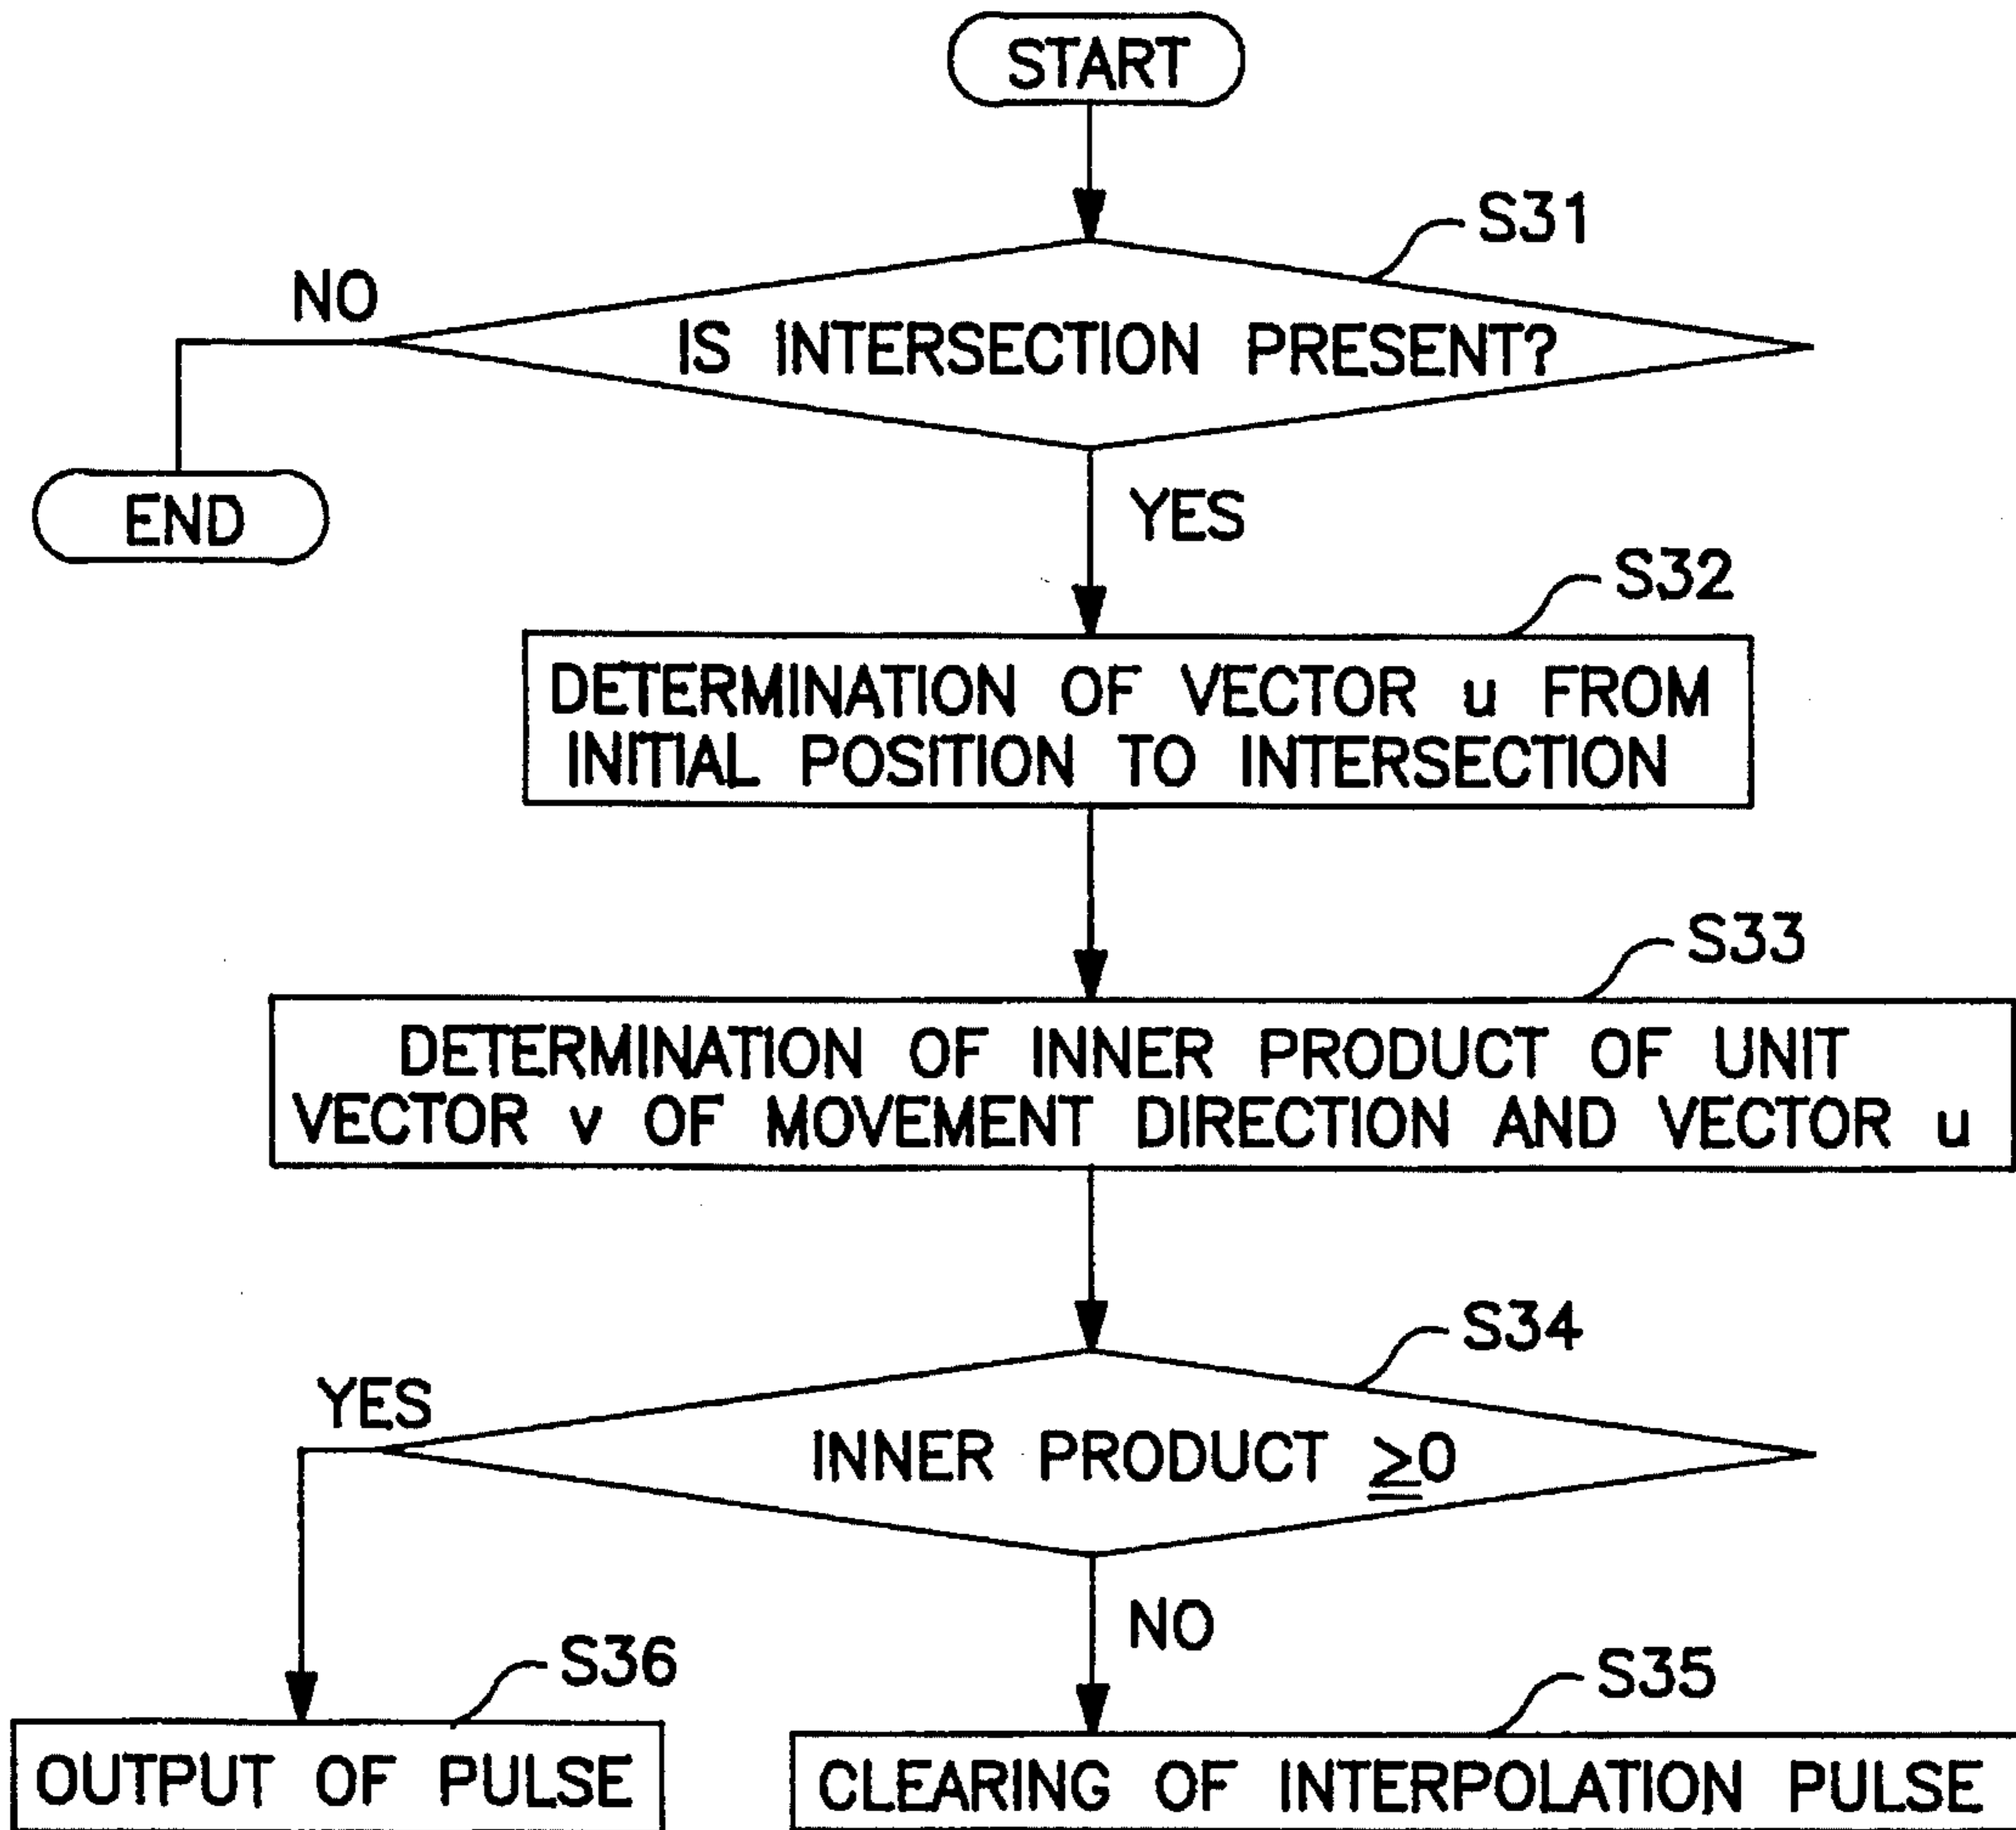 START
S31
NO
IS INTERSECTION PRESENT?
END
YES
S32
DETERMINATION OF VECTOR u FROM
INITIAL POSITION TO INTERSECTION
S33
DETERMINATION OF INNER PRODUCT OF UNIT
VECTOR v OF MOVEMENT DIRECTION AND VECTOR u
S34
YES
INNER PRODUCT ≧0
NO
S36
S35
OUTPUT OF PULSE
CLEARING OF INTERPOLATION PULSE